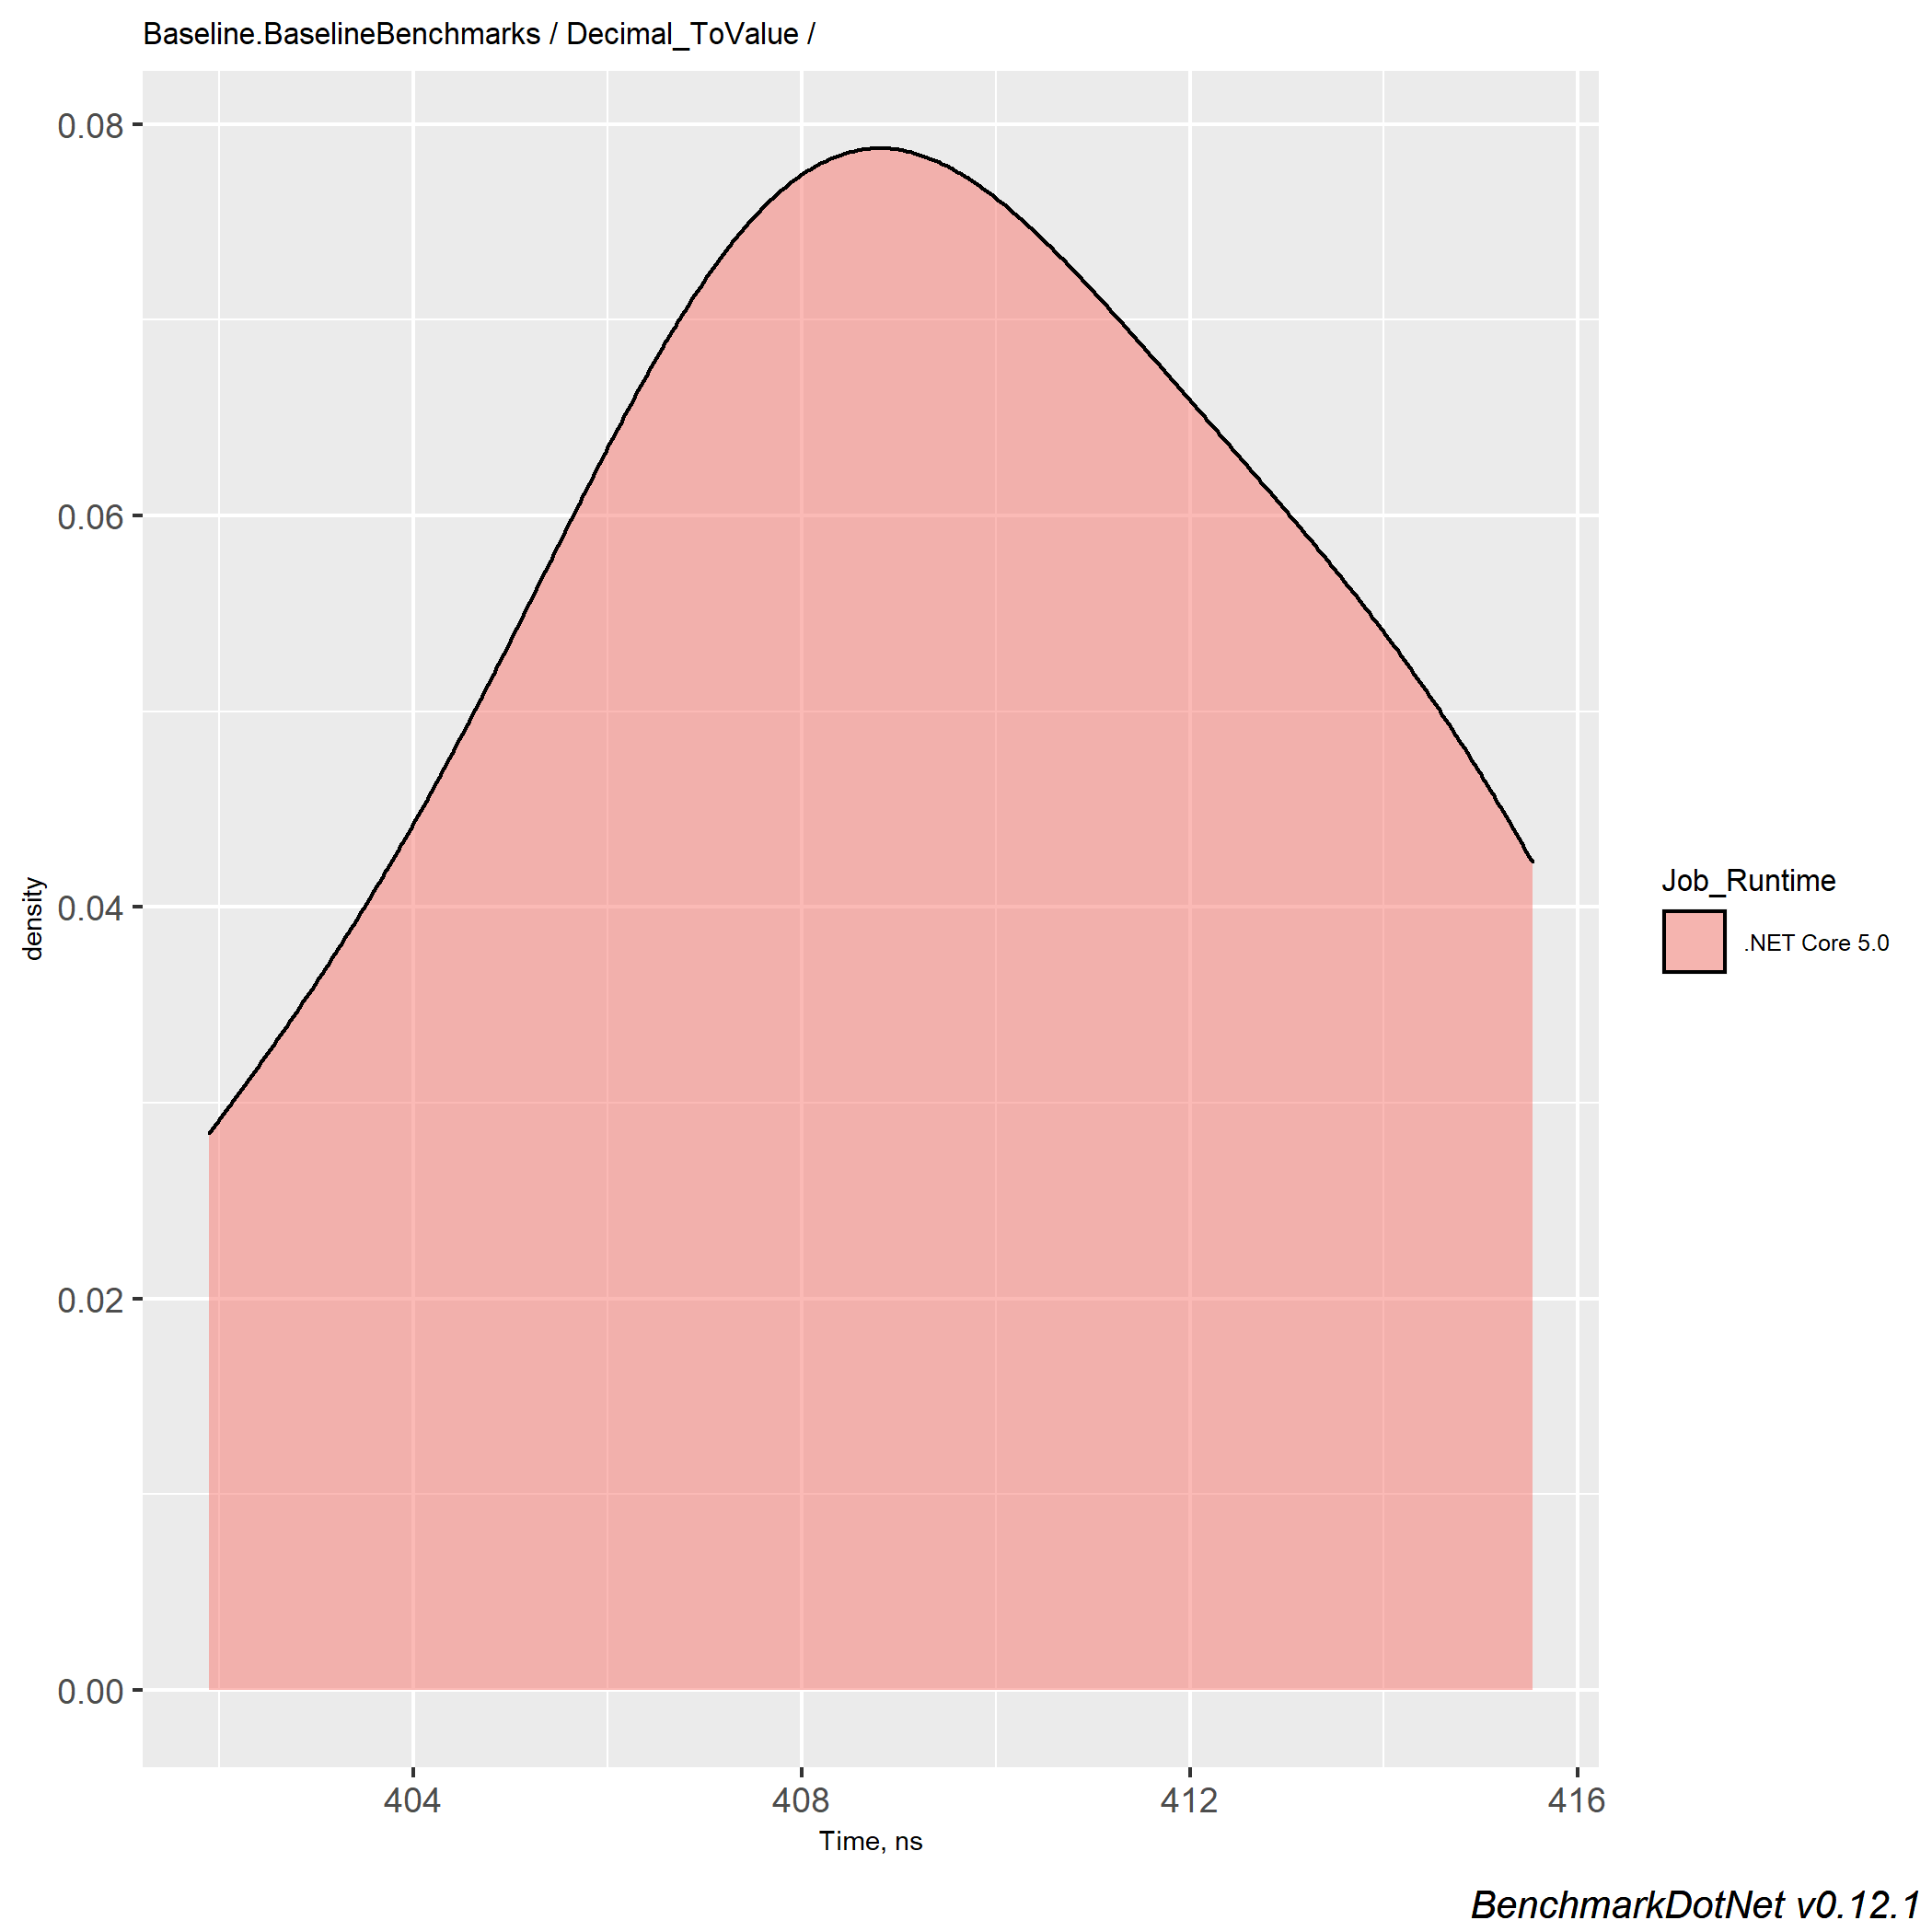 Baseline.BaselineBenchmarks / Decimal_ToValue /
0.08
0.06
0.04
0.02
0.00
density
404 408 412 416
Time, ns
Job_Runtime
.NET Core 5.0
BenchmarkDotNet v0.12.1